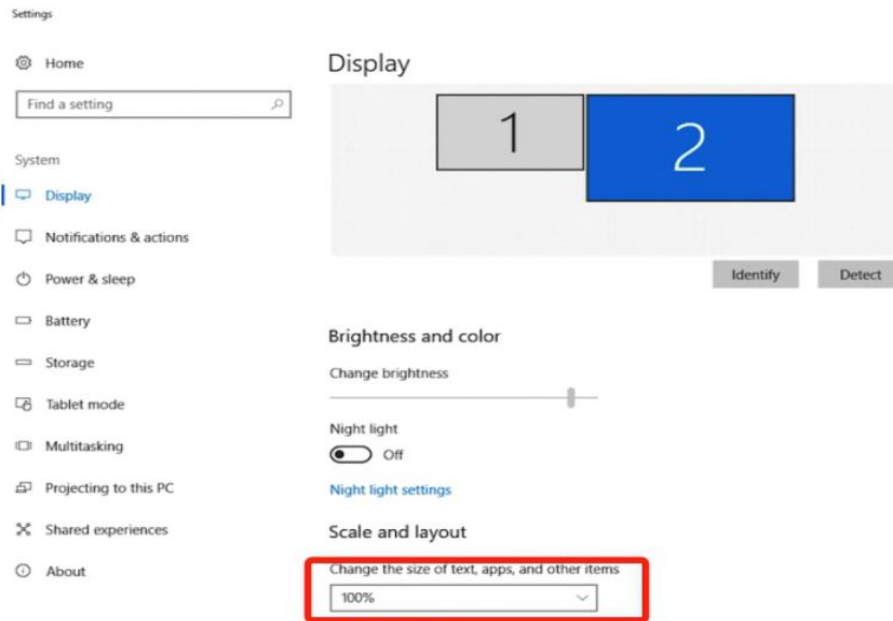 Settings
Home
Find a setting
System
Display
Notifications & actions
Power & sleep
Battery
Storage
Tablet mode
Multitasking
Projecting to this PC
Shared experiences
About
Display
1
2
Identify
Detect
Brightness and color
Change brightness
Night light
Off
Night light settings
Scale and layout
Change the size of text, apps, and other items
100%